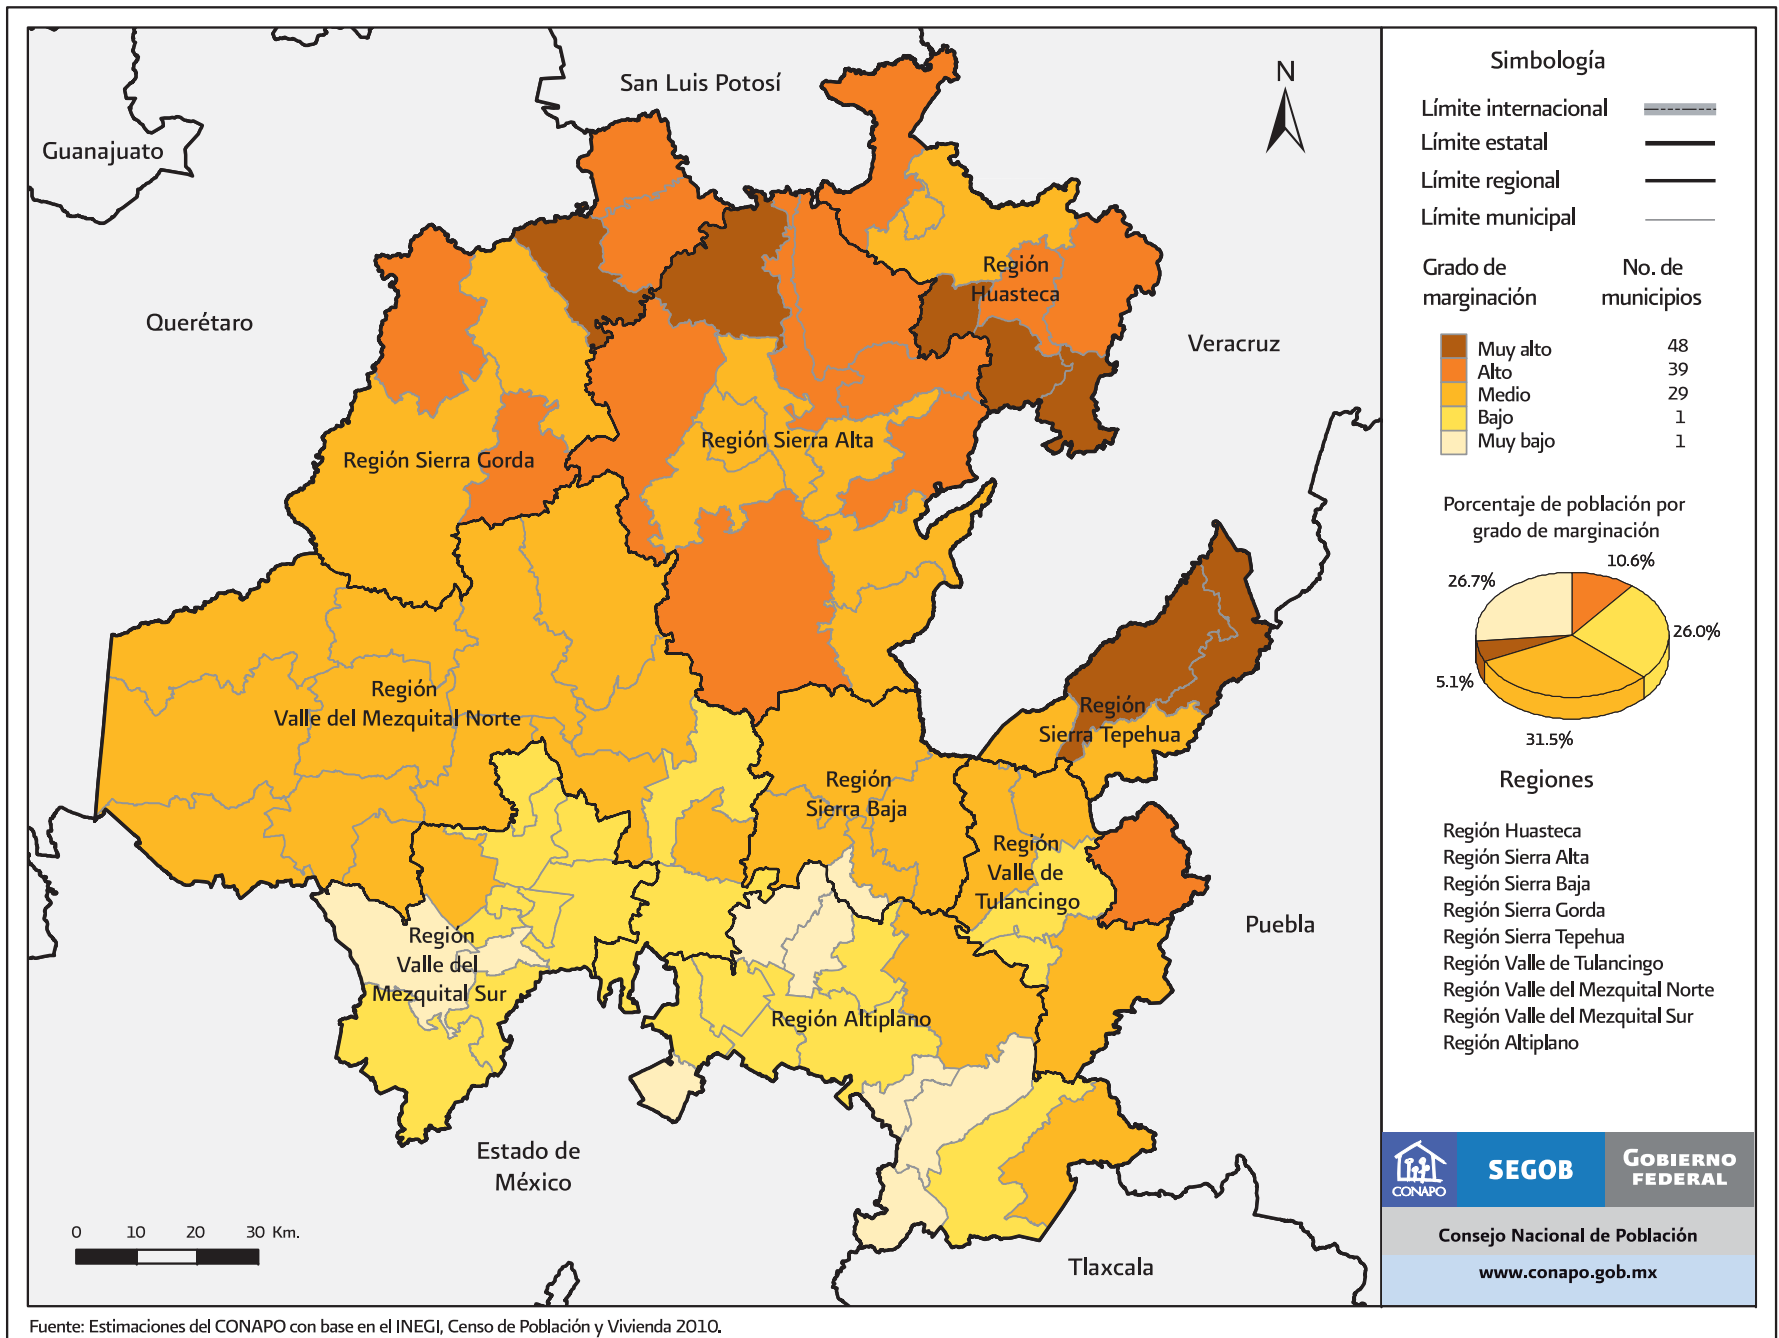 San Luis Potosí
Guanajuato
Querétaro
Veracruz
Puebla
Estado de
México
Tlaxcala
N
Región
Huasteca
Región Sierra Alta
Región Sierra Gorda
Región
Valle del Mezquital Norte
Región
Sierra Tepehua
Región
Sierra Baja
Región
Valle de
Tulancingo
Región
Valle del
Mezquital Sur
Región Altiplano
0 10 20 30 Km.
Simbología
Límite internacional
Límite estatal
Límite regional
Límite municipal
Grado de No. de
marginación municipios
Muy alto 48
Alto 39
Medio 29
Bajo 1
Muy bajo 1
Porcentaje de población por
grado de marginación
10.6%
26.7%
26.0%
5.1%
31.5%
Regiones
Región Huasteca
Región Sierra Alta
Región Sierra Baja
Región Sierra Gorda
Región Sierra Tepehua
Región Valle de Tulancingo
Región Valle del Mezquital Norte
Región Valle del Mezquital Sur
Región Altiplano
CONAPO
SEGOB
GOBIERNO
FEDERAL
Consejo Nacional de Población
www.conapo.gob.mx
Fuente: Estimaciones del CONAPO con base en el INEGI, Censo de Población y Vivienda 2010.